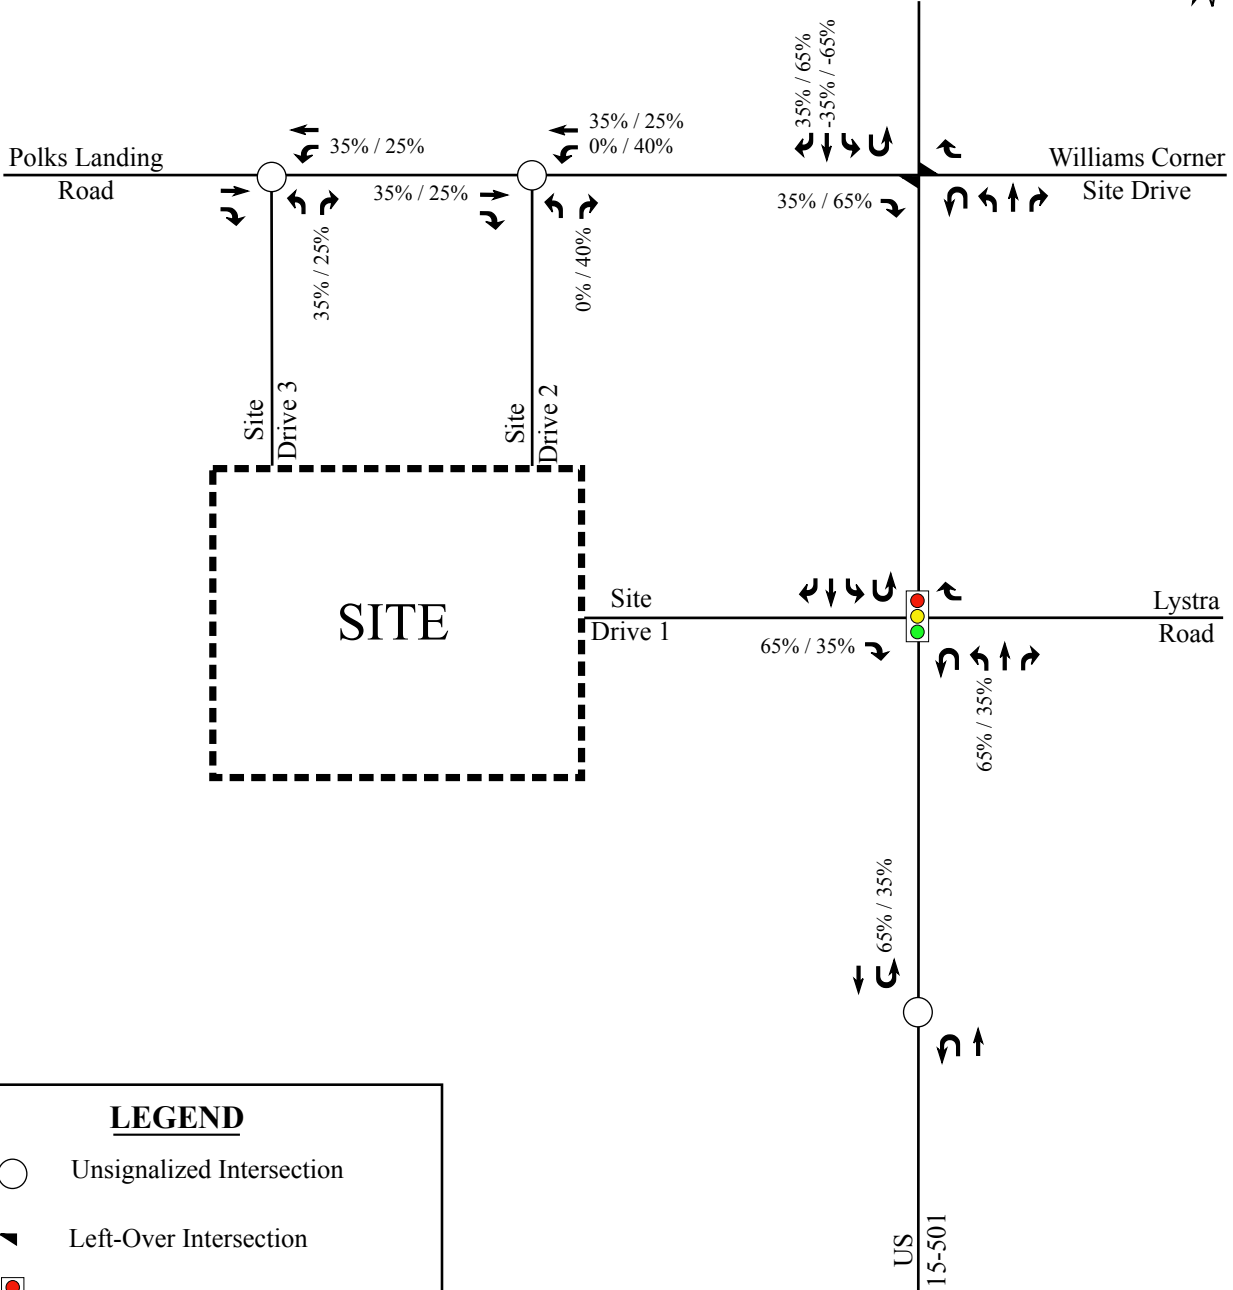 35% / 65%
-35% / -65%
35% / 25%
0% / 40%
35% / 25%
Polks Landing
Road
35% / 25%
Williams Corner
Site Drive
35% / 65%
35% / 25%
0% / 40%
Site
Drive 3
Site
Drive 2
SITE
Site
Drive 1
Lystra
Road
65% / 35%
65% / 35%
65% / 35%
LEGEND
Unsignalized Intersection
Left-Over Intersection
US
15-501